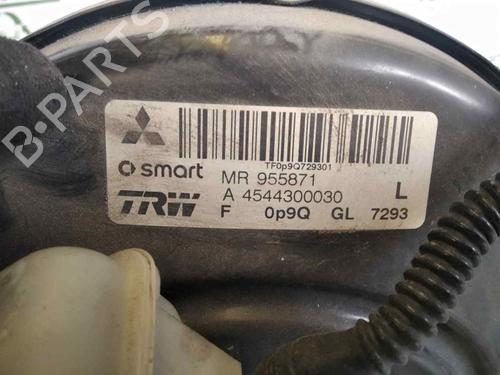 B-PARTS
TF0p9Q729301
smart MR 955871
TRW A 4544300030 L
F 0p9Q GL 7293